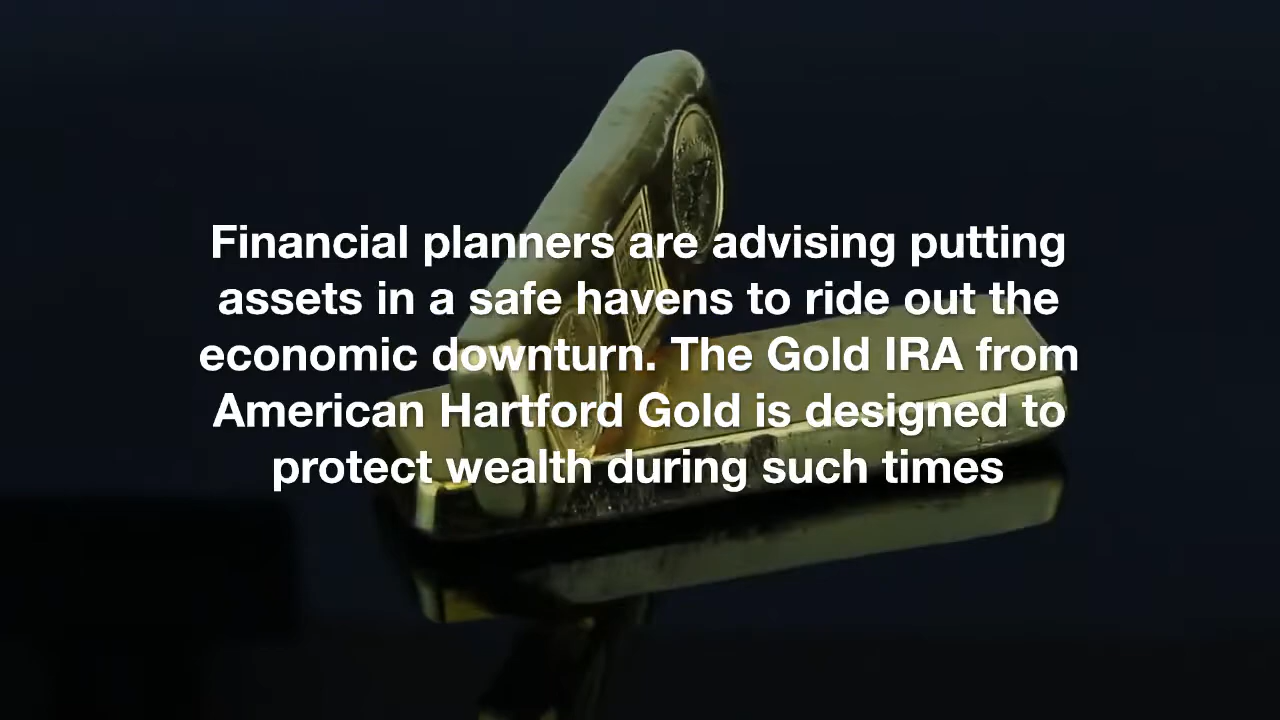 Financial planners are advising putting
assets in a safe havens to ride out the
economic downturn. The Gold IRA from
American Hartford Gold is designed to
protect wealth during such times